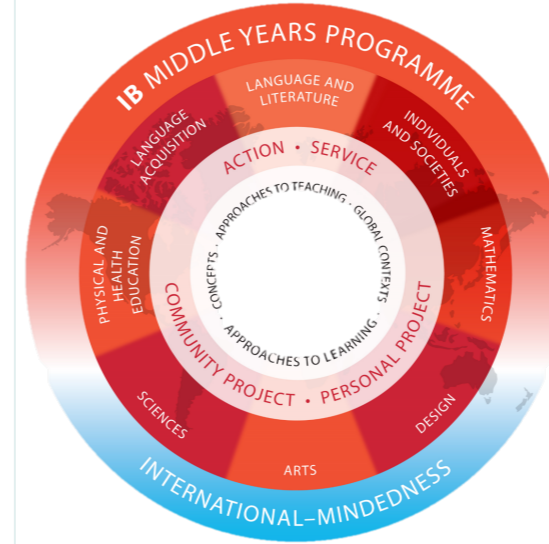 IB MIDDLE YEARS PROGRAMME
LANGUAGE AND
LITERATURE
LANGUAGE
ACQUISITION
INDIVIDUALS
AND SOCIETIES
PHYSICAL AND
HEALTH
EDUCATION
MATHEMATICS
SCIENCES
DESIGN
ARTS
ACTION • SERVICE
COMMUNITY PROJECT • PERSONAL PROJECT
APPROACHES TO TEACHING · GLOBAL CONTEXTS · APPROACHES TO LEARNING · CONCEPTS ·
INTERNATIONAL–MINDEDNESS